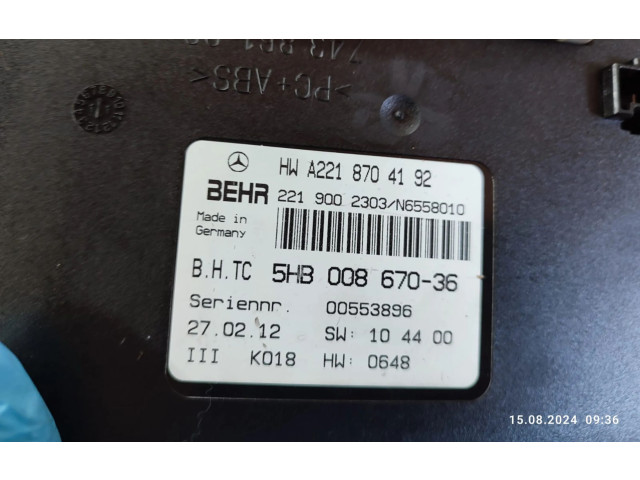 >PC+ABS<
HW A221 870 41 92
BEHR 221 900 2303/N6558010
Made in
Germany
B.H.TC 5HB 008 670-36
Seriennr. 00553896
27.02.12 SW: 10 44 00
III K018 HW: 0648
15.08.2024 09:36